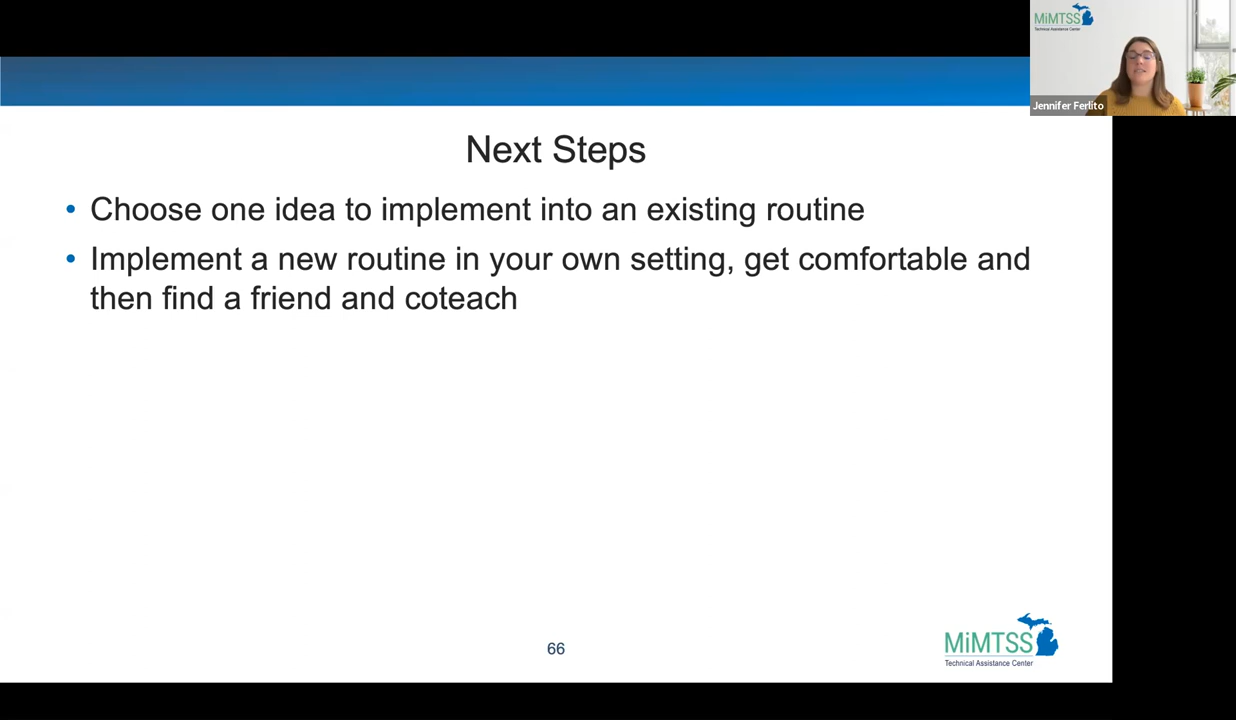 MiMTSS
Technical Assistance Center
Jennifer Ferlito
Next Steps
• Choose one idea to implement into an existing routine
• Implement a new routine in your own setting, get comfortable and
then find a friend and coteach
66
MiMTSS
Technical Assistance Center